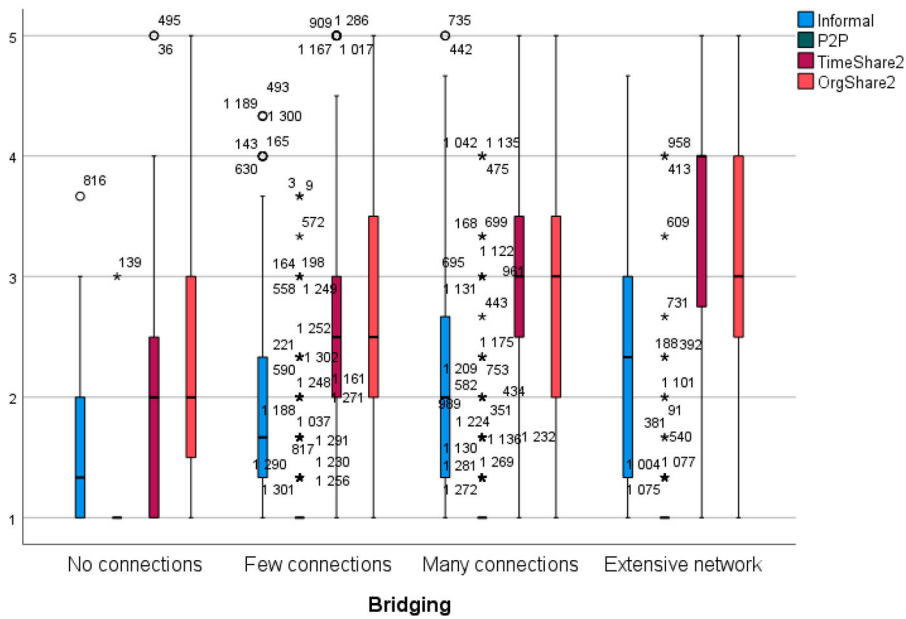 495
36
816
139
909 1 286
1 167 1 017
493
1 189 1 300
143 165
630
3 9
572
164 198
558 1 249
1 252
221 1 302
590
1 248 1 161
1 271
1 188
1 037
817 1 291
1 290 1 230
1 301 1 256
735
442
1 042 1 135
475
168 699
1 122
695 961
1 131
443
1 175
1 209 753
582 434
989 351
1 224
1 136 1 232
1 130
1 281 1 269
1 272
958
413
609
731
188 392
1 101
91
381
540
1 004 1 077
1 075
Informal
P2P
TimeShare2
OrgShare2
5
4
3
2
1
No connections Few connections Many connections Extensive network
Bridging